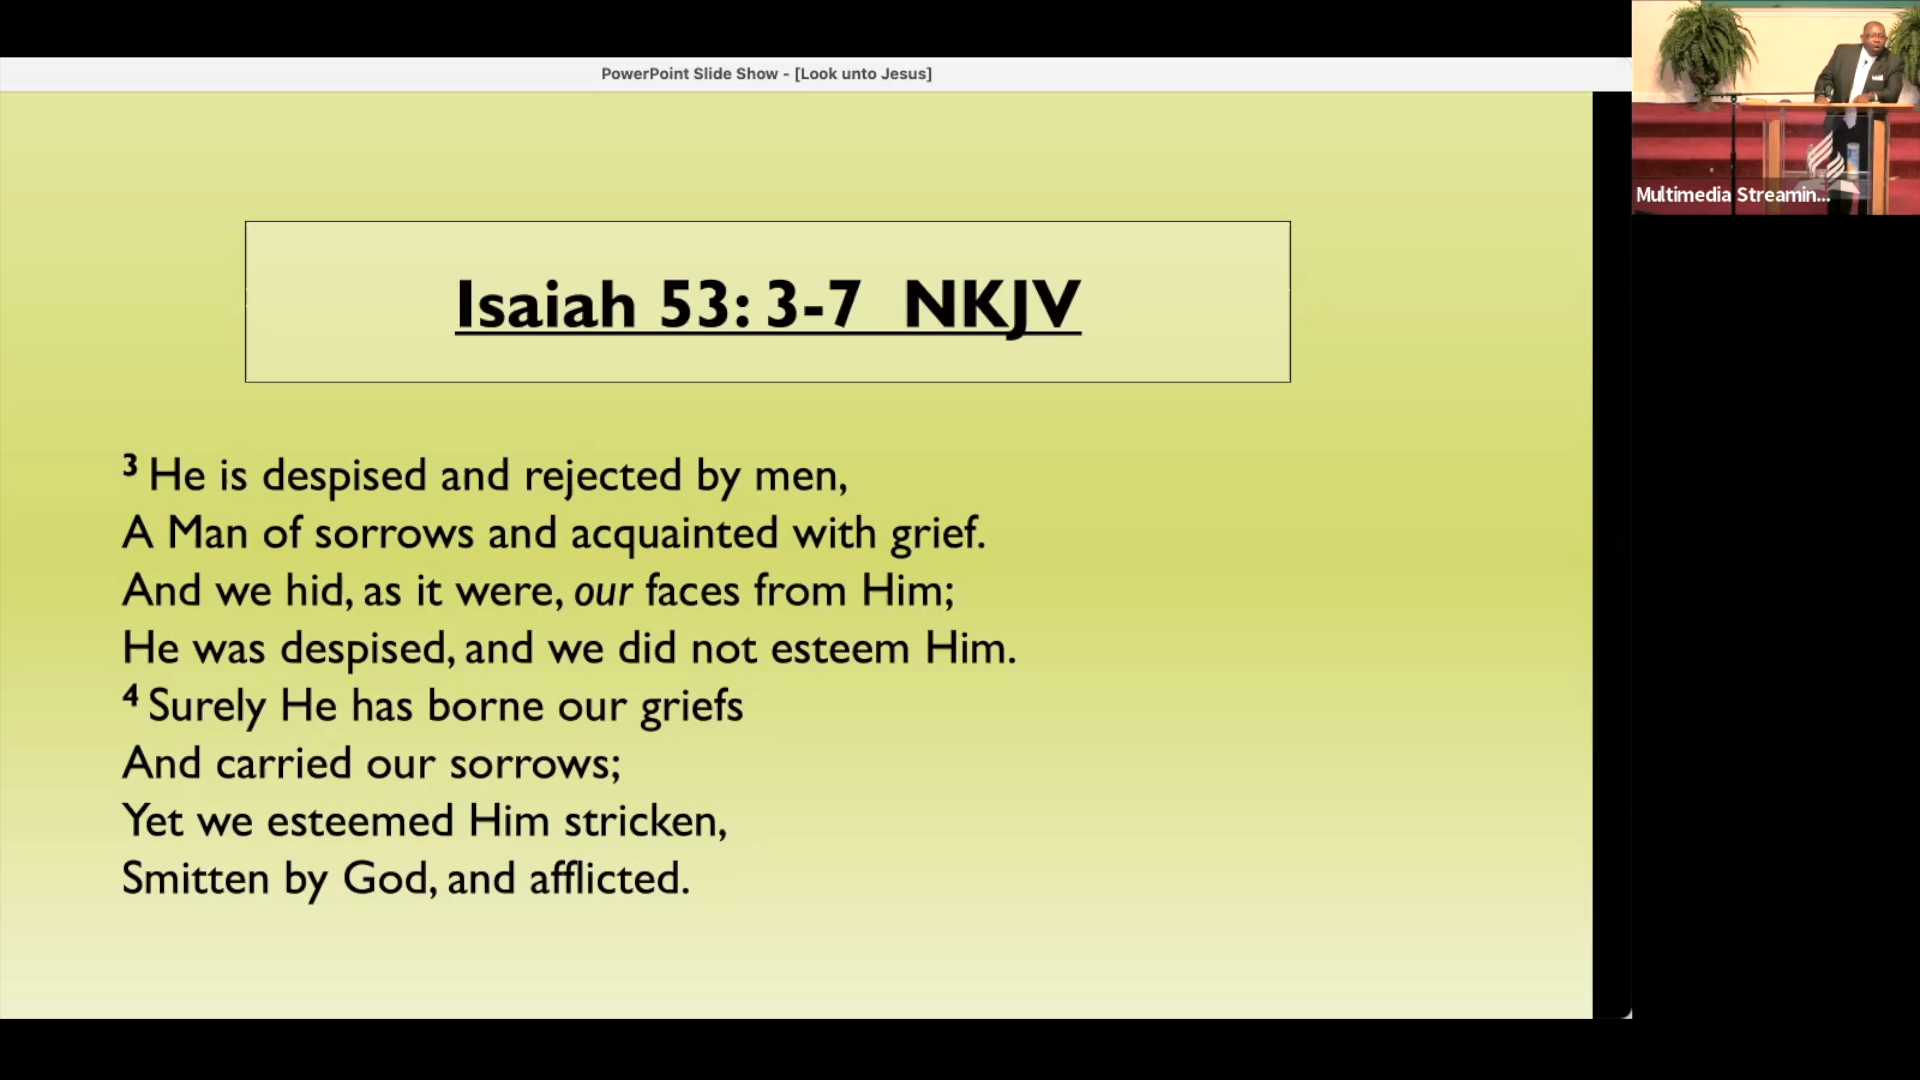 PowerPoint Slide Show - [Look unto Jesus]
Isaiah 53: 3-7 NKJV
3 He is despised and rejected by men,
A Man of sorrows and acquainted with grief.
And we hid, as it were, our faces from Him;
He was despised, and we did not esteem Him.
4 Surely He has borne our griefs
And carried our sorrows;
Yet we esteemed Him stricken,
Smitten by God, and afflicted.
Multimedia Streamin...